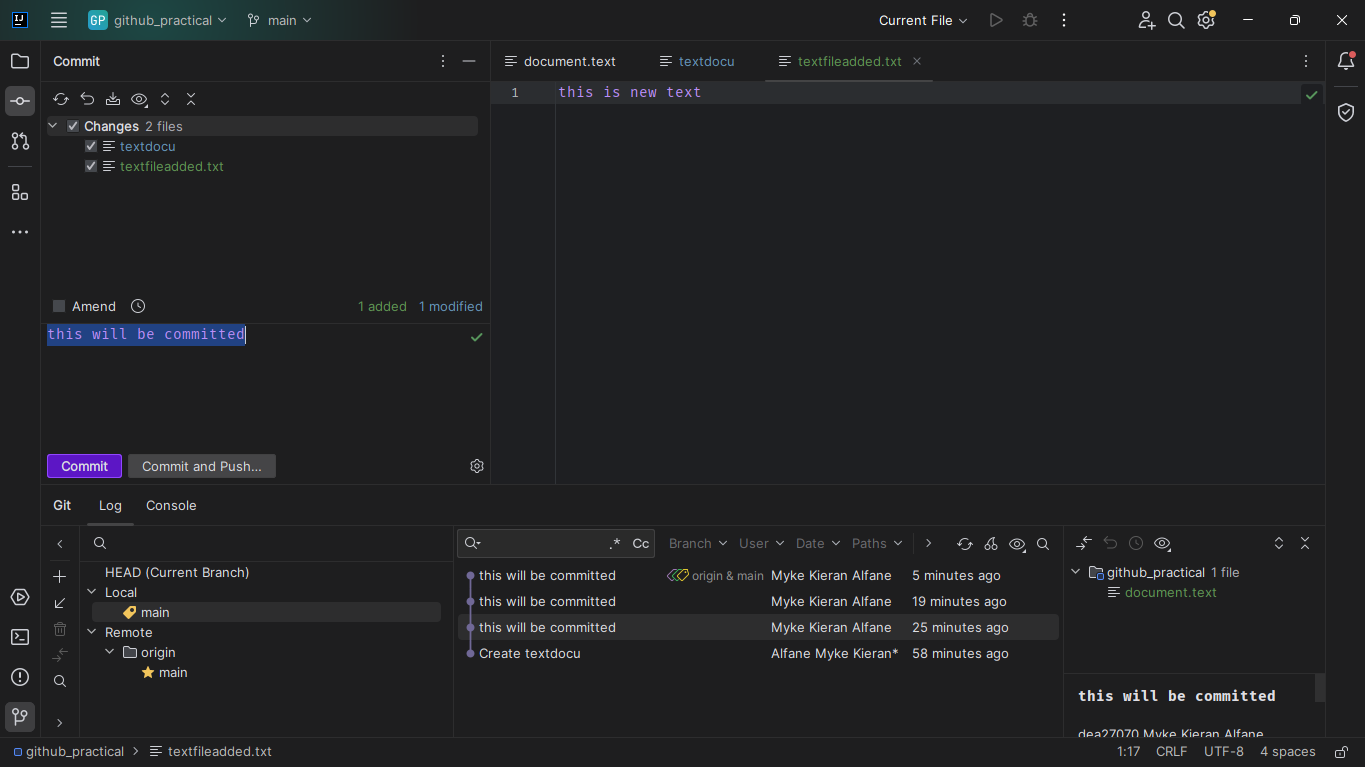 GP github_practical main Current File
Commit
document.text textdocu textfileadded.txt
Changes 2 files
textdocu
textfileadded.txt
1 this is new text
Amend 1 added 1 modified
this will be committed
Commit Commit and Push...
Git Log Console
.* Cc Branch User Date Paths
HEAD (Current Branch)
Local
main
Remote
origin
main
this will be committed origin & main Myke Kieran Alfane 5 minutes ago
this will be committed Myke Kieran Alfane 19 minutes ago
this will be committed Myke Kieran Alfane 25 minutes ago
Create textdocu Alfane Myke Kieran* 58 minutes ago
github_practical 1 file
document.text
this will be committed
dea27070 Myke Kieran Alfane
github_practical > textfileadded.txt 1:17 CRLF UTF-8 4 spaces